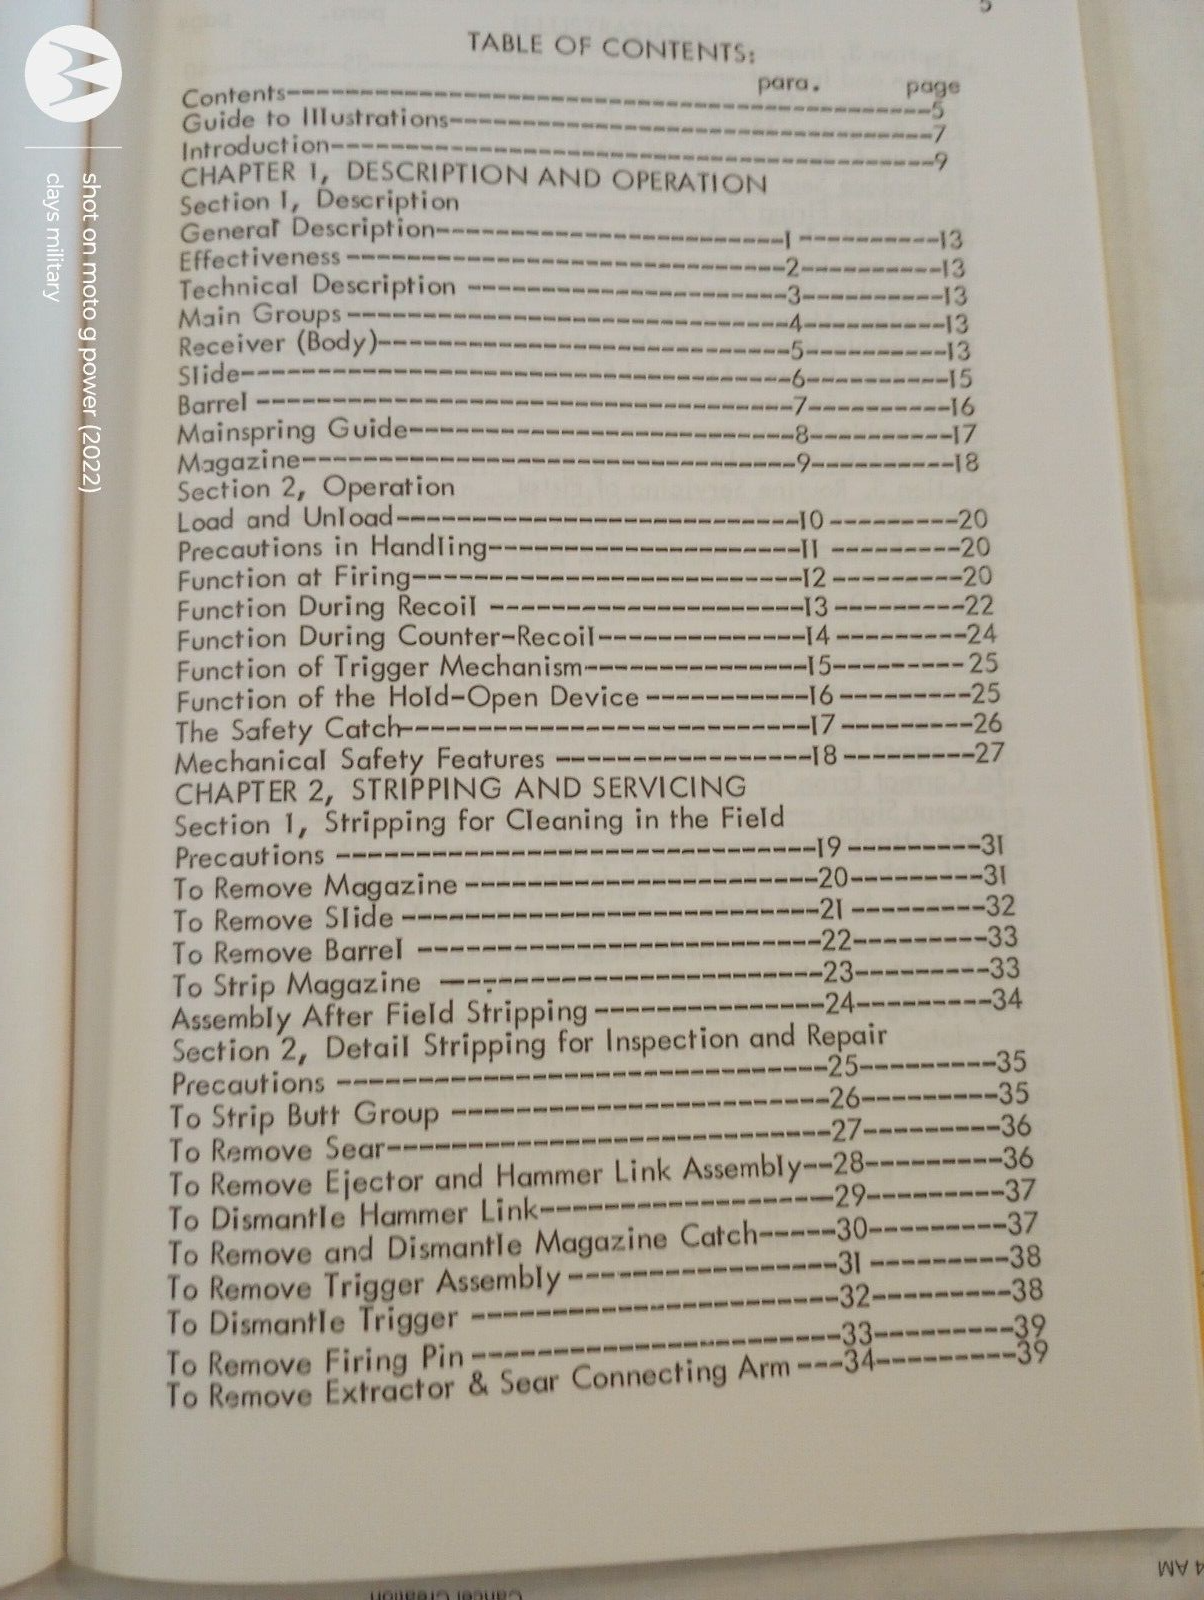 5
TABLE OF CONTENTS:
para. page
Contents-----5
Guide to Illustrations-----7
Introduction-----9
CHAPTER 1, DESCRIPTION AND OPERATION
Section 1, Description
General Description-----1-----13
Effectiveness-----2-----13
Technical Description-----3-----13
Main Groups-----4-----13
Receiver (Body)-----5-----13
Slide-----6-----15
Barrel-----7-----16
Mainspring Guide-----8-----17
Magazine-----9-----18
Section 2, Operation
Load and Unload-----10-----20
Precautions in Handling-----11-----20
Function at Firing-----12-----20
Function During Recoil-----13-----22
Function During Counter-Recoil-----14-----24
Function of Trigger Mechanism-----15-----25
Function of the Hold-Open Device-----16-----25
The Safety Catch-----17-----26
Mechanical Safety Features-----18-----27
CHAPTER 2, STRIPPING AND SERVICING
Section 1, Stripping for Cleaning in the Field
Precautions-----19-----31
To Remove Magazine-----20-----31
To Remove Slide-----21-----32
To Remove Barrel-----22-----33
To Strip Magazine-----23-----33
Assembly After Field Stripping-----24-----34
Section 2, Detail Stripping for Inspection and Repair
Precautions-----25-----35
To Strip Butt Group-----26-----35
To Remove Sear-----27-----36
To Remove Ejector and Hammer Link Assembly--28-----36
To Dismantle Hammer Link-----29-----37
To Remove and Dismantle Magazine Catch-----30-----37
To Remove Trigger Assembly-----31-----38
To Dismantle Trigger-----32-----38
To Remove Firing Pin-----33-----39
To Remove Extractor & Sear Connecting Arm---34-----39
shot on moto g power (2022)
clays military
Cancel Creation
4 AM